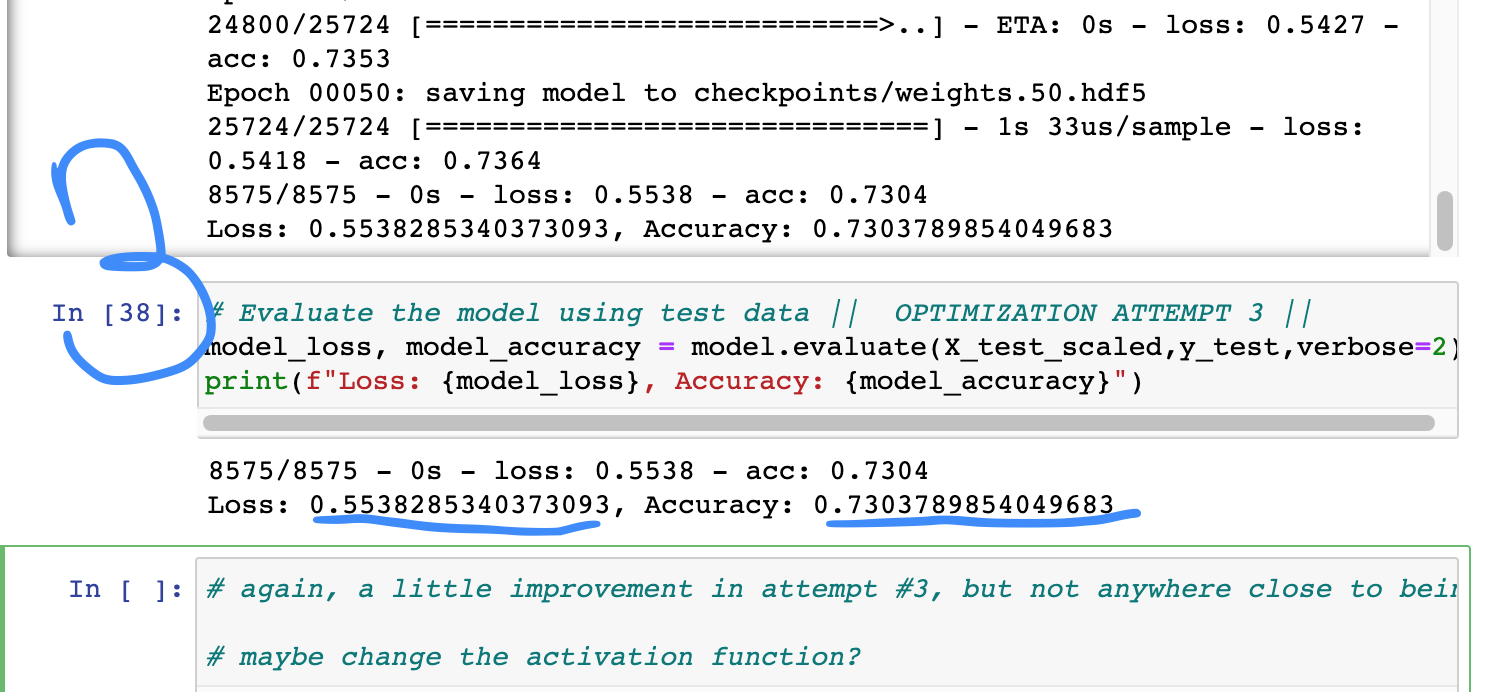 24800/25724 [===========================>..] - ETA: 0s - loss: 0.5427 -
acc: 0.7353
Epoch 00050: saving model to checkpoints/weights.50.hdf5
25724/25724 [==============================] - 1s 33us/sample - loss:
0.5418 - acc: 0.7364
8575/8575 - 0s - loss: 0.5538 - acc: 0.7304
Loss: 0.5538285340373093, Accuracy: 0.7303789854049683
3
In [38]: # Evaluate the model using test data ||  OPTIMIZATION ATTEMPT 3 ||
model_loss, model_accuracy = model.evaluate(X_test_scaled,y_test,verbose=2)
print(f"Loss: {model_loss}, Accuracy: {model_accuracy}")
8575/8575 - 0s - loss: 0.5538 - acc: 0.7304
Loss: 0.5538285340373093, Accuracy: 0.7303789854049683
In [ ]: # again, a little improvement in attempt #3, but not anywhere close to
# maybe change the activation function?